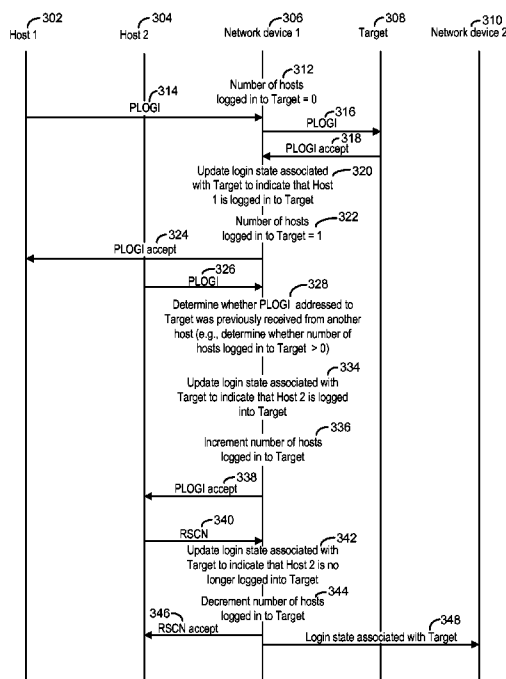 302 304 306 308 310
Host 1 Host 2 Network device 1 Target Network device 2
312
Number of hosts
logged in to Target = 0
314
PLOGI
316
PLOGI
318
PLOGI accept
Update login state associated
with Target to indicate that Host
1 is logged in to Target
320
Number of hosts
logged in to Target = 1
322
324
PLOGI accept
326
PLOGI
328
Determine whether PLOGI addressed to
Target was previously received from another
host (e.g., determine whether number of
hosts logged in to Target > 0)
334
Update login state associated with
Target to indicate that Host 2 is logged
into Target
336
Increment number of hosts
logged in to Target
338
PLOGI accept
340
RSCN
342
Update login state associated with
Target to indicate that Host 2 is no
longer logged into Target
344
Decrement number of hosts
logged in to Target
346
RSCN accept
348
Login state associated with Target